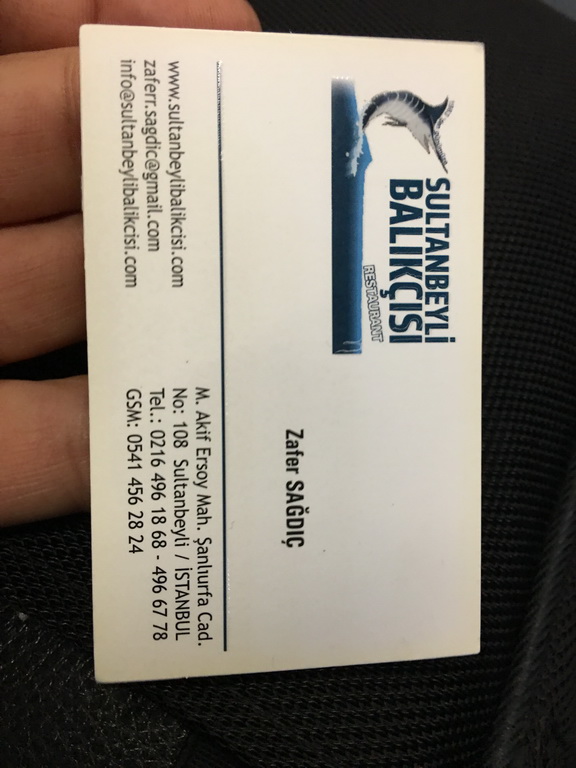 SULTANBEYLİ
BALIKÇISI
RESTAURANT
Zafer SAĞDIÇ
www.sultanbeylibalikcisi.com
zaferr.sagdic@gmail.com
info@sultanbeylibalikcisi.com
M. Akif Ersoy Mah. Şanlıurfa Cad.
No: 108 Sultanbeyli / İSTANBUL
Tel.: 0216 496 18 68 - 496 67 78
GSM: 0541 456 28 24